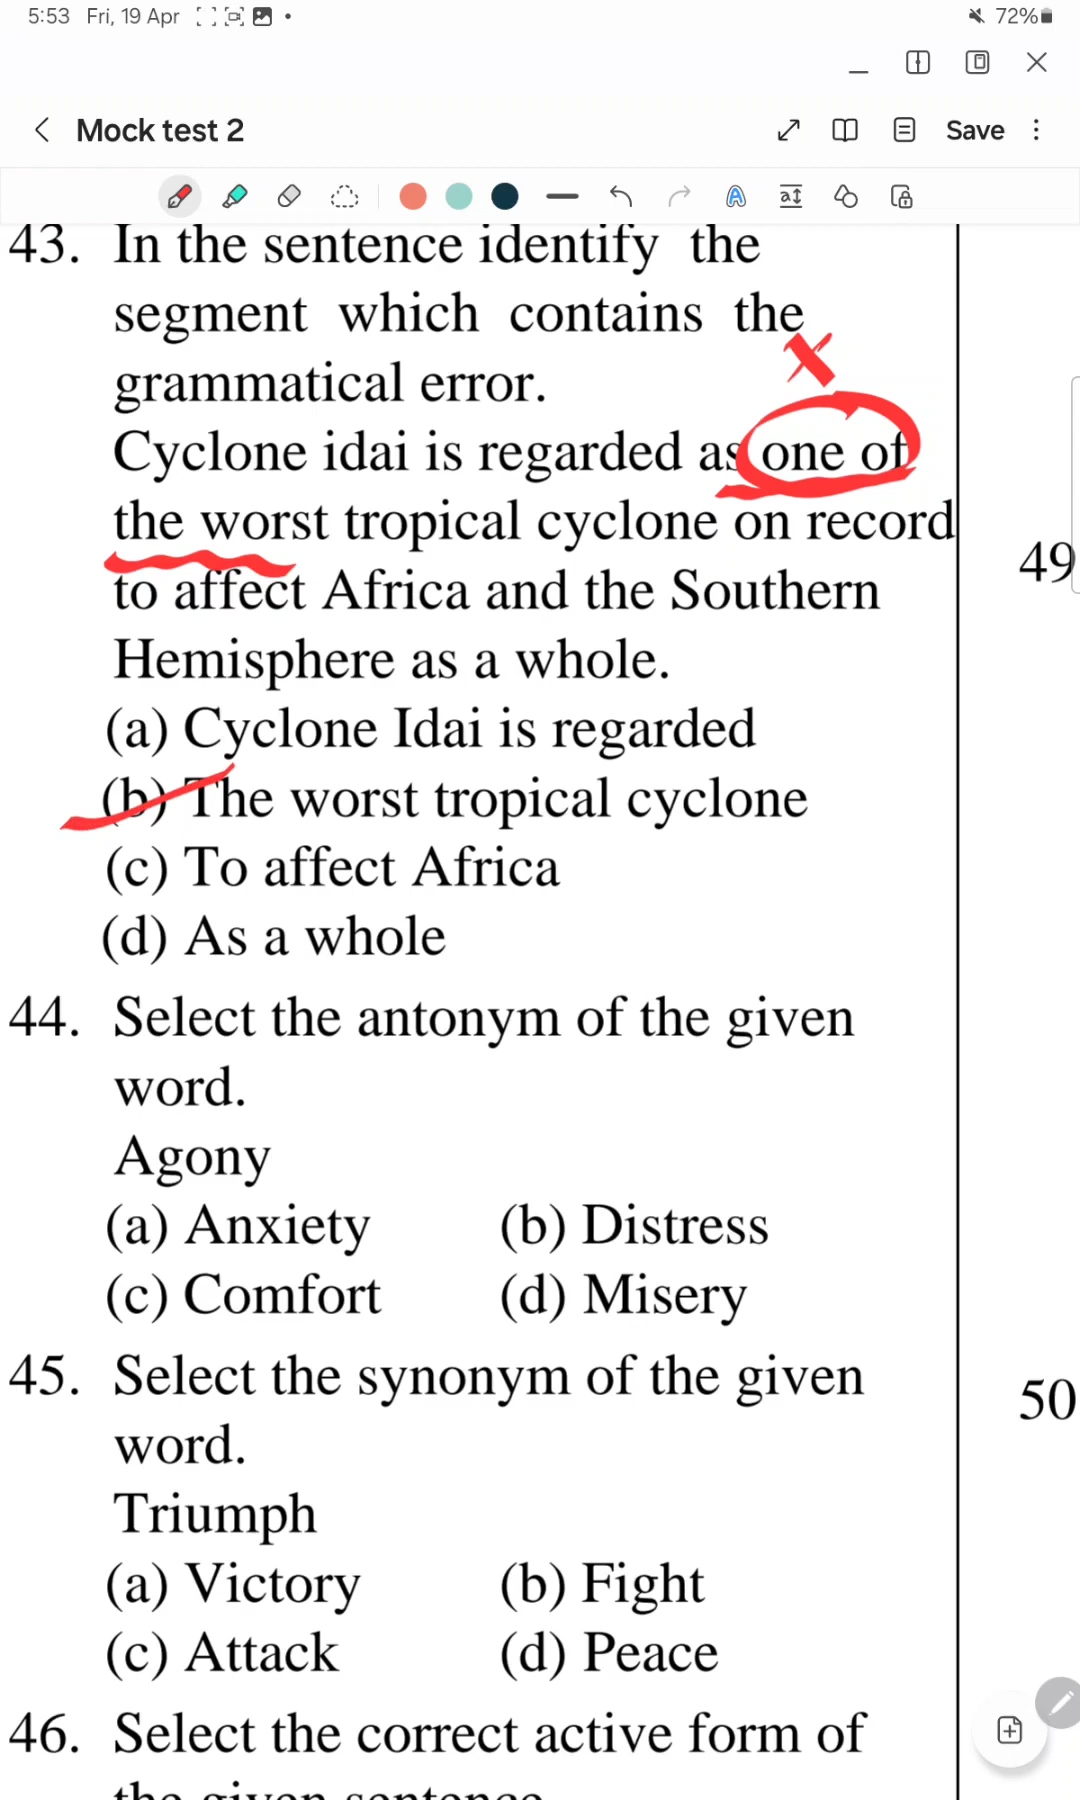 5:53 Fri, 19 Apr
72%
Mock test 2
Save
43. In the sentence identify the
segment which contains the
grammatical error.
Cyclone idai is regarded as one of
the worst tropical cyclone on record
to affect Africa and the Southern
Hemisphere as a whole.
(a) Cyclone Idai is regarded
(b) The worst tropical cyclone
(c) To affect Africa
(d) As a whole
44. Select the antonym of the given
word.
Agony
(a) Anxiety (b) Distress
(c) Comfort (d) Misery
45. Select the synonym of the given
word.
Triumph
(a) Victory (b) Fight
(c) Attack (d) Peace
46. Select the correct active form of
the given sentence
49
50